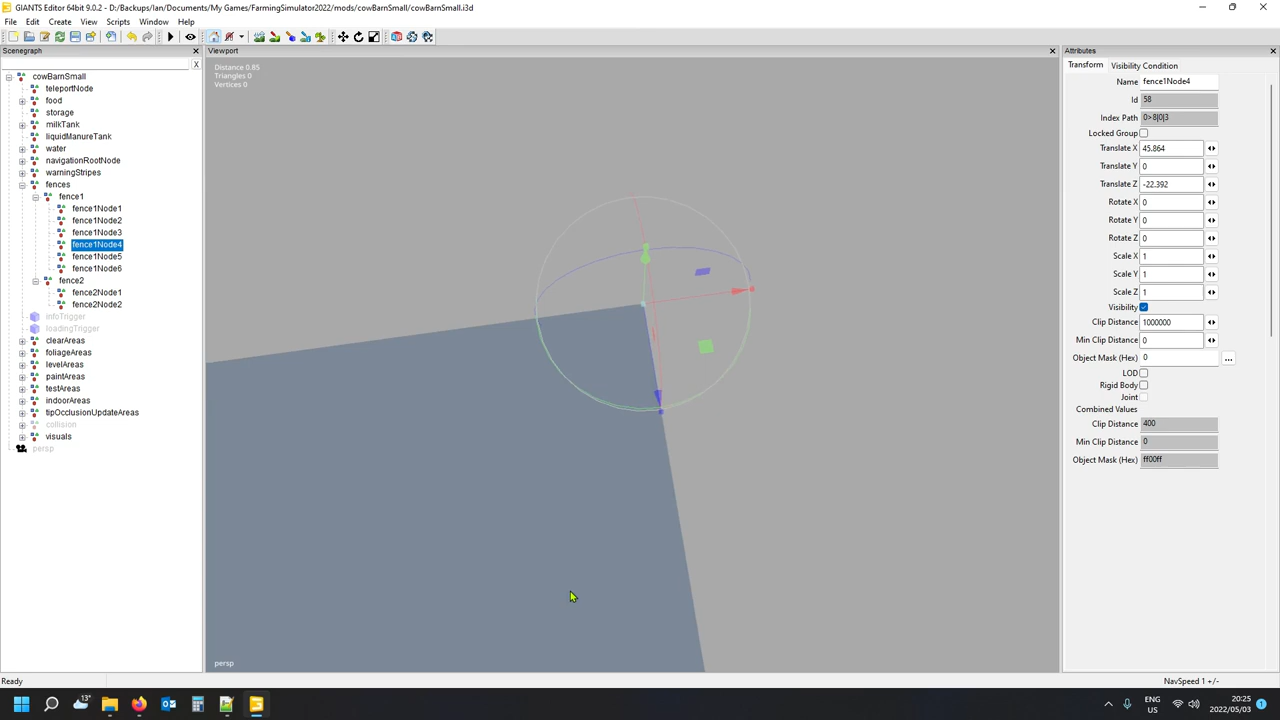 GIANTS Editor 64bit 9.0.2 - D:/Backups/Ian/Documents/My Games/FarmingSimulator2022/mods/cowBarnSmall/cowBarnSmall.i3d
File Edit Create View Scripts Window Help
Scenegraph
X
cowBarnSmall
teleportNode
food
storage
milkTank
liquidManureTank
water
navigationRootNode
warningStripes
fences
fence1
fence1Node1
fence1Node2
fence1Node3
fence1Node4
fence1Node5
fence1Node6
fence2
fence2Node1
fence2Node2
infoTrigger
loadingTrigger
clearAreas
foliageAreas
levelAreas
paintAreas
testAreas
indoorAreas
tipOcclusionUpdateAreas
collision
visuals
persp
Viewport
Distance 0.85
Triangles 0
Vertices 0
persp
Attributes
Transform Visibility Condition
Name fence1Node4
Id 58
Index Path 0>8|0|3
Locked Group
Translate X 45.864
Translate Y 0
Translate Z -22.392
Rotate X 0
Rotate Y 0
Rotate Z 0
Scale X 1
Scale Y 1
Scale Z 1
Visibility
Clip Distance 1000000
Min Clip Distance 0
Object Mask (Hex) 0 ...
LOD
Rigid Body
Joint
Combined Values
Clip Distance 400
Min Clip Distance 0
Object Mask (Hex) ff00ff
Ready
NavSpeed 1 +/-
13°
ENG
US
20:25
2022/05/03
1